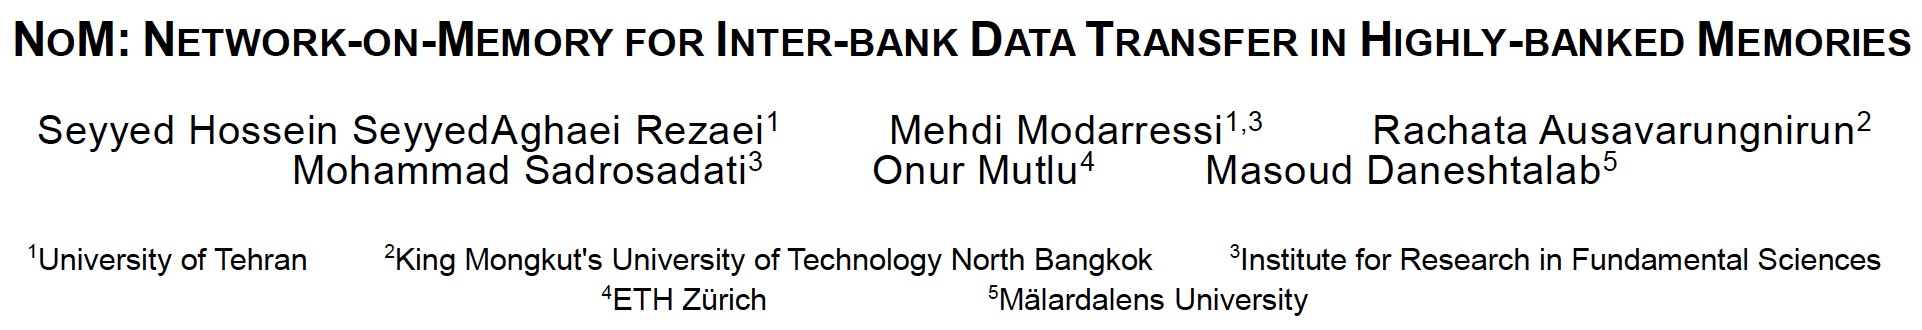 NOM: NETWORK-ON-MEMORY FOR INTER-BANK DATA TRANSFER IN HIGHLY-BANKED MEMORIES
Seyyed Hossein SeyyedAghaei Rezaei¹ Mehdi Modarressi¹,³ Rachata Ausavarungnirun²
Mohammad Sadrosadati³ Onur Mutlu⁴ Masoud Daneshtalab⁵
¹University of Tehran ²King Mongkut's University of Technology North Bangkok ³Institute for Research in Fundamental Sciences
⁴ETH Zürich ⁵Mälardalens University